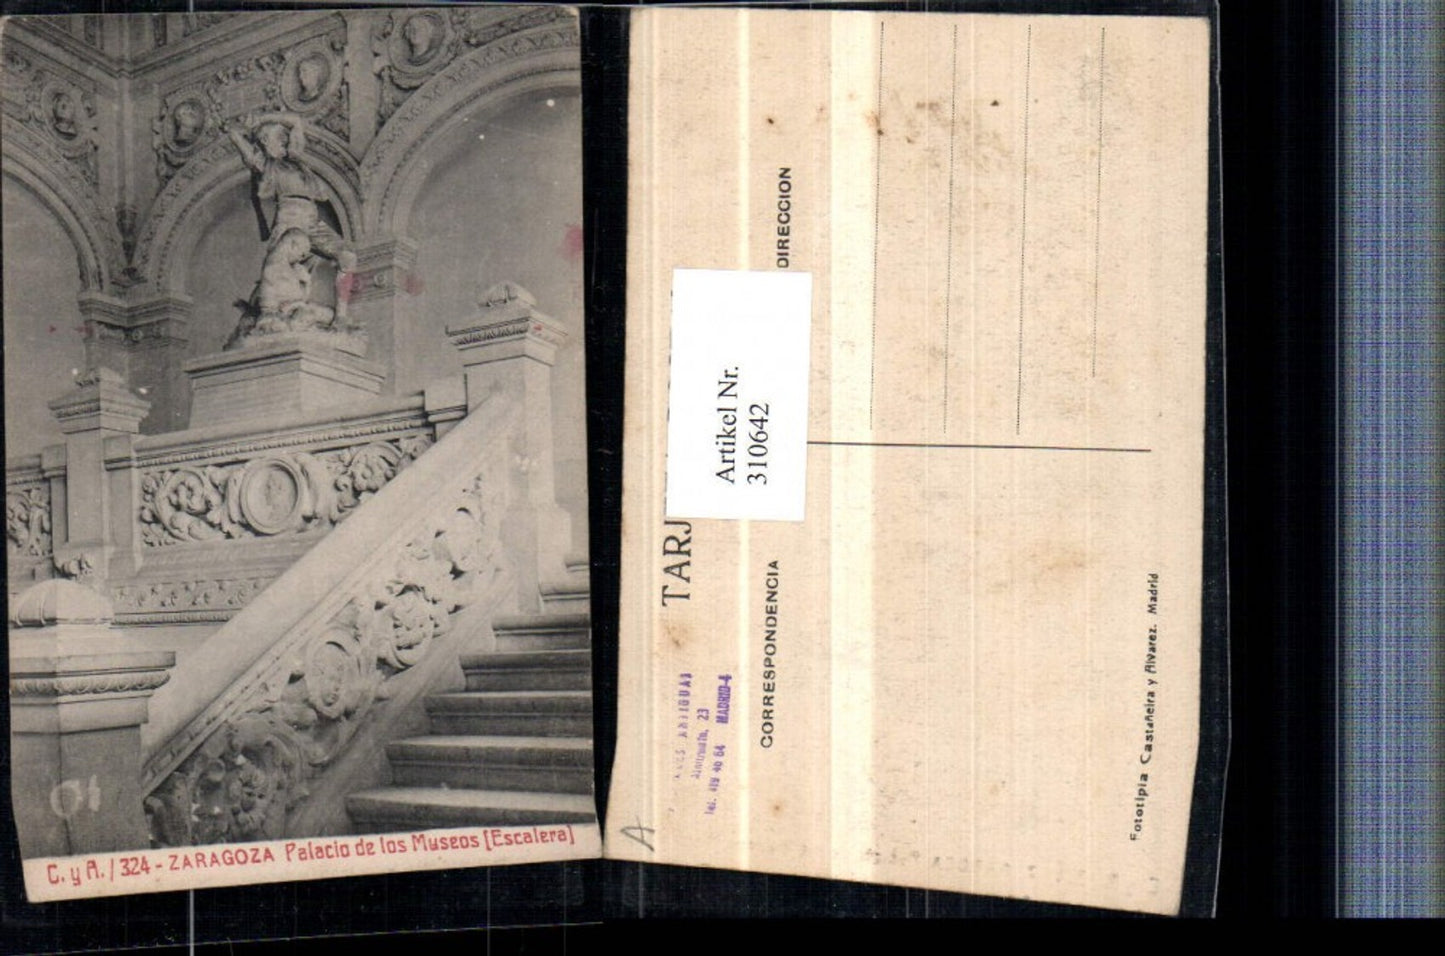 C. y A. / 324 - ZARAGOZA Palacio de los Museos [Escalera]
TARJ
Artikel Nr.
310642
CORRESPONDENCIA
DIRECCION
23
MADRID-4
Fototipia Castañeira y Alvarez. Madrid
A